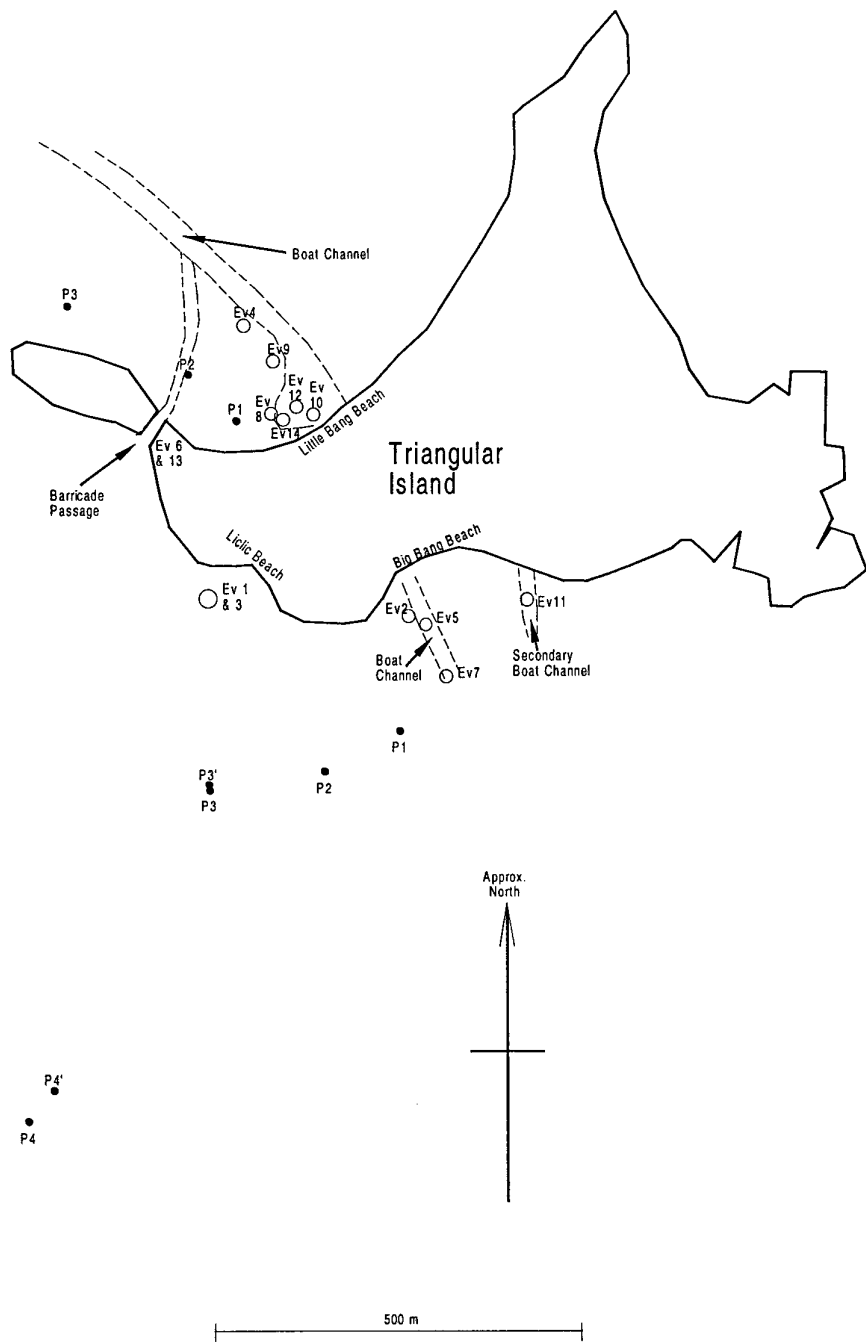 Boat Channel
P3
Ev4
Ev9
P2
Ev
12
Ev
10
Ev
8
P1
Ev14
Little Bang Beach
Ev 6
& 13
Triangular
Island
Barricade
Passage
Liclic Beach
Big Bang Beach
Ev 1
& 3
Ev2
Ev5
Ev11
Boat
Channel
Secondary
Boat Channel
Ev7
P1
P2
P3'
P3
Approx.
North
P4'
P4
500 m